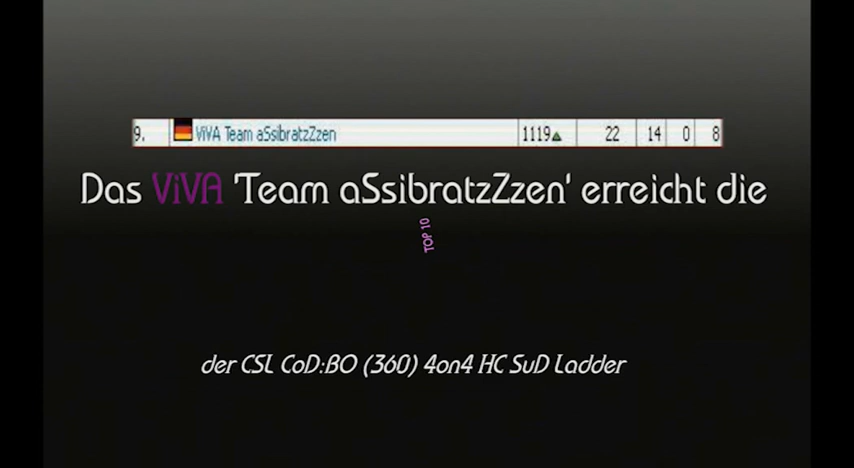 9. ViVA Team aSsibratzZzen 1119 22 14 0 8
Das ViVA 'Team aSsibratzZzen' erreicht die
TOP 10
der CSL CoD:BO (360) 4on4 HC SuD Ladder